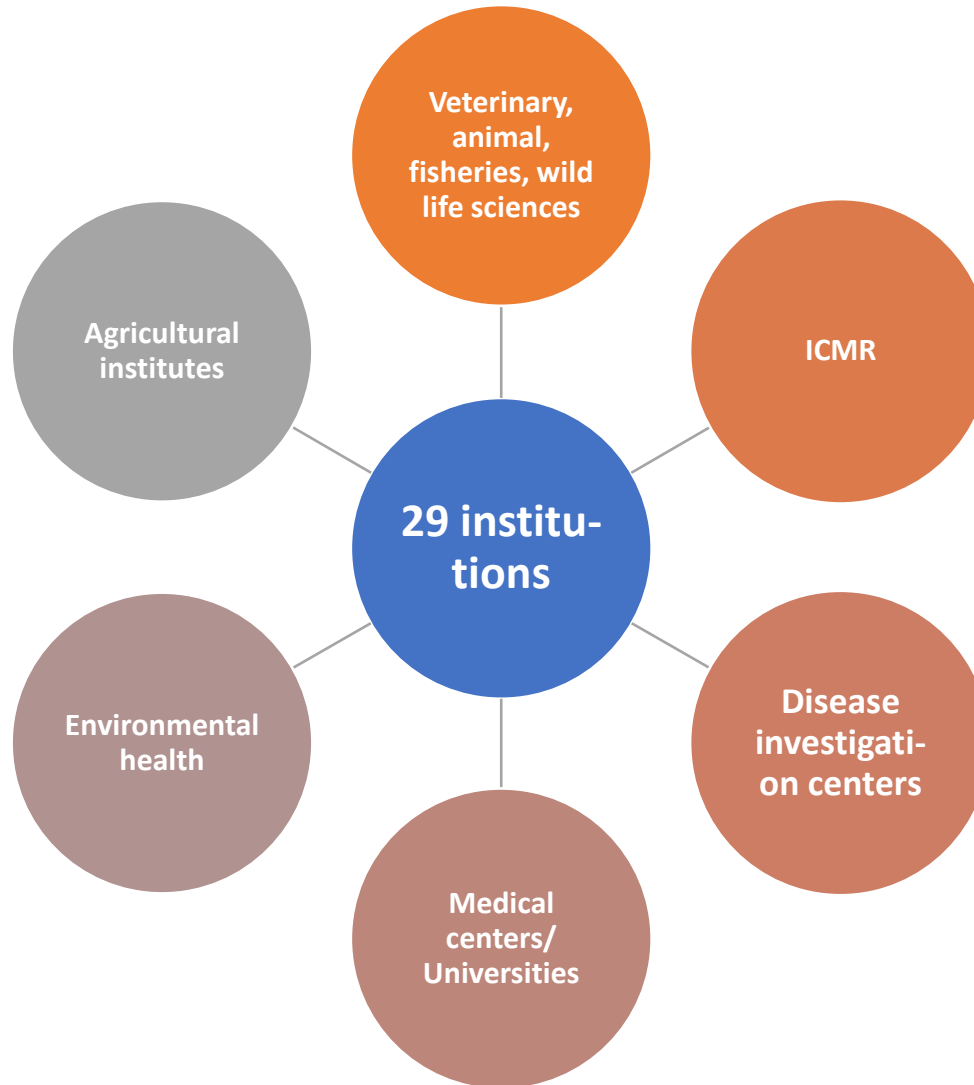 Veterinary,
animal,
fisheries, wild
life sciences
Agricultural
institutes
ICMR
29 institu-
tions
Environmental
health
Disease
investigati-
on centers
Medical
centers/
Universities